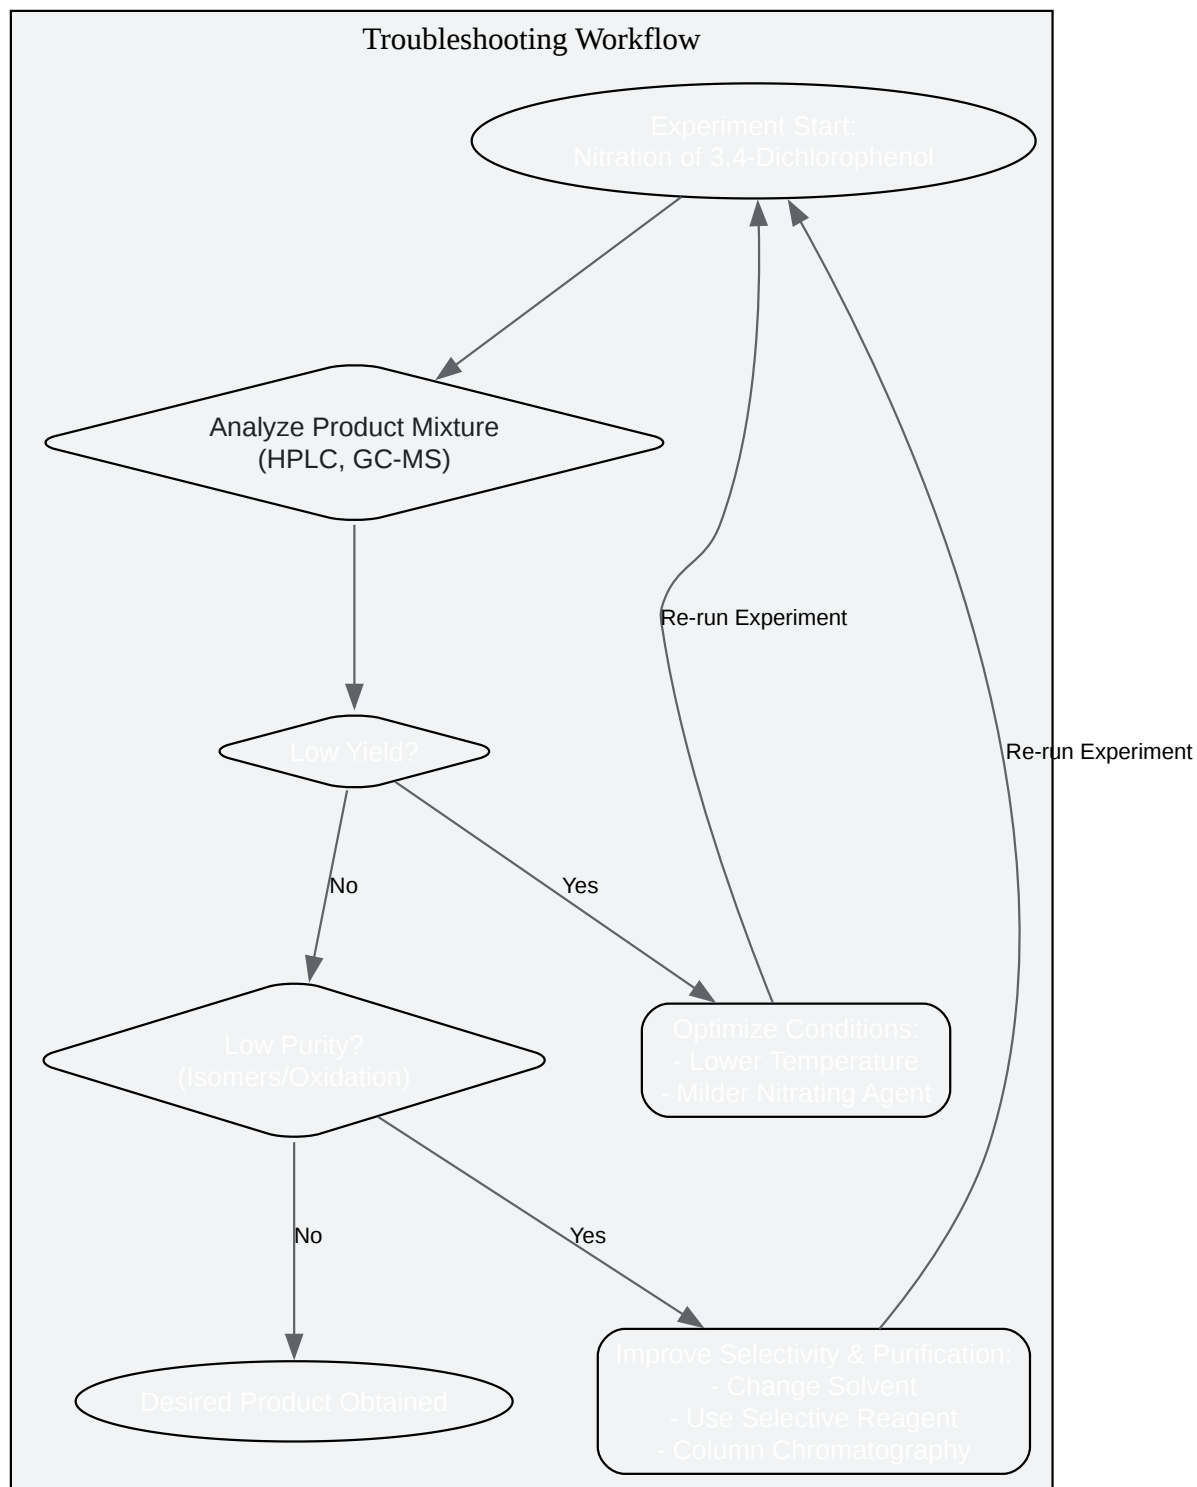 Troubleshooting Workflow
Experiment Start:
Nitration of 3,4-Dichlorophenol
Analyze Product Mixture
(HPLC, GC-MS)
Re-run Experiment
Low Yield?
Re-run Experiment
No
Yes
Low Purity?
(Isomers/Oxidation)
Optimize Conditions:
- Lower Temperature
- Milder Nitrating Agent
No
Yes
Desired Product Obtained
Improve Selectivity & Purification:
- Change Solvent
- Use Selective Reagent
- Column Chromatography